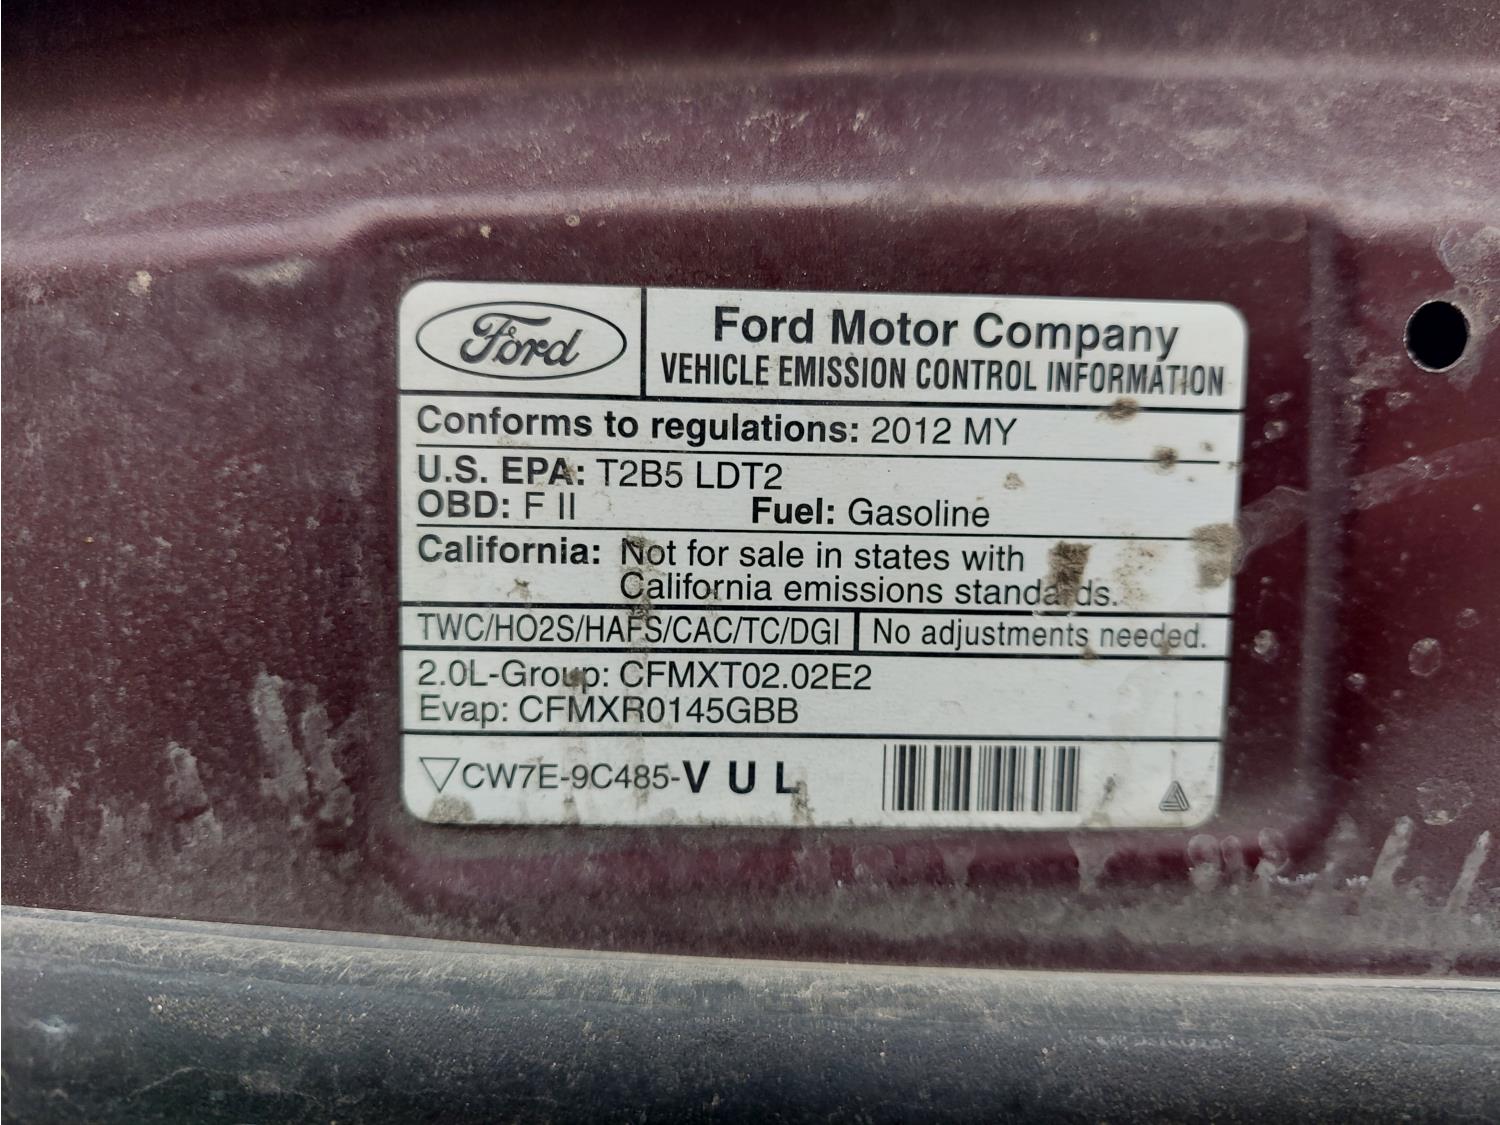 Ford
Ford Motor Company
VEHICLE EMISSION CONTROL INFORMATION
Conforms to regulations: 2012 MY
U.S. EPA: T2B5 LDT2
OBD: F II Fuel: Gasoline
California: Not for sale in states with
California emissions standards.
TWC/HO2S/HAFS/CAC/TC/DGI No adjustments needed.
2.0L-Group: CFMXT02.02E2
Evap: CFMXR0145GBB
CW7E-9C485-VUL